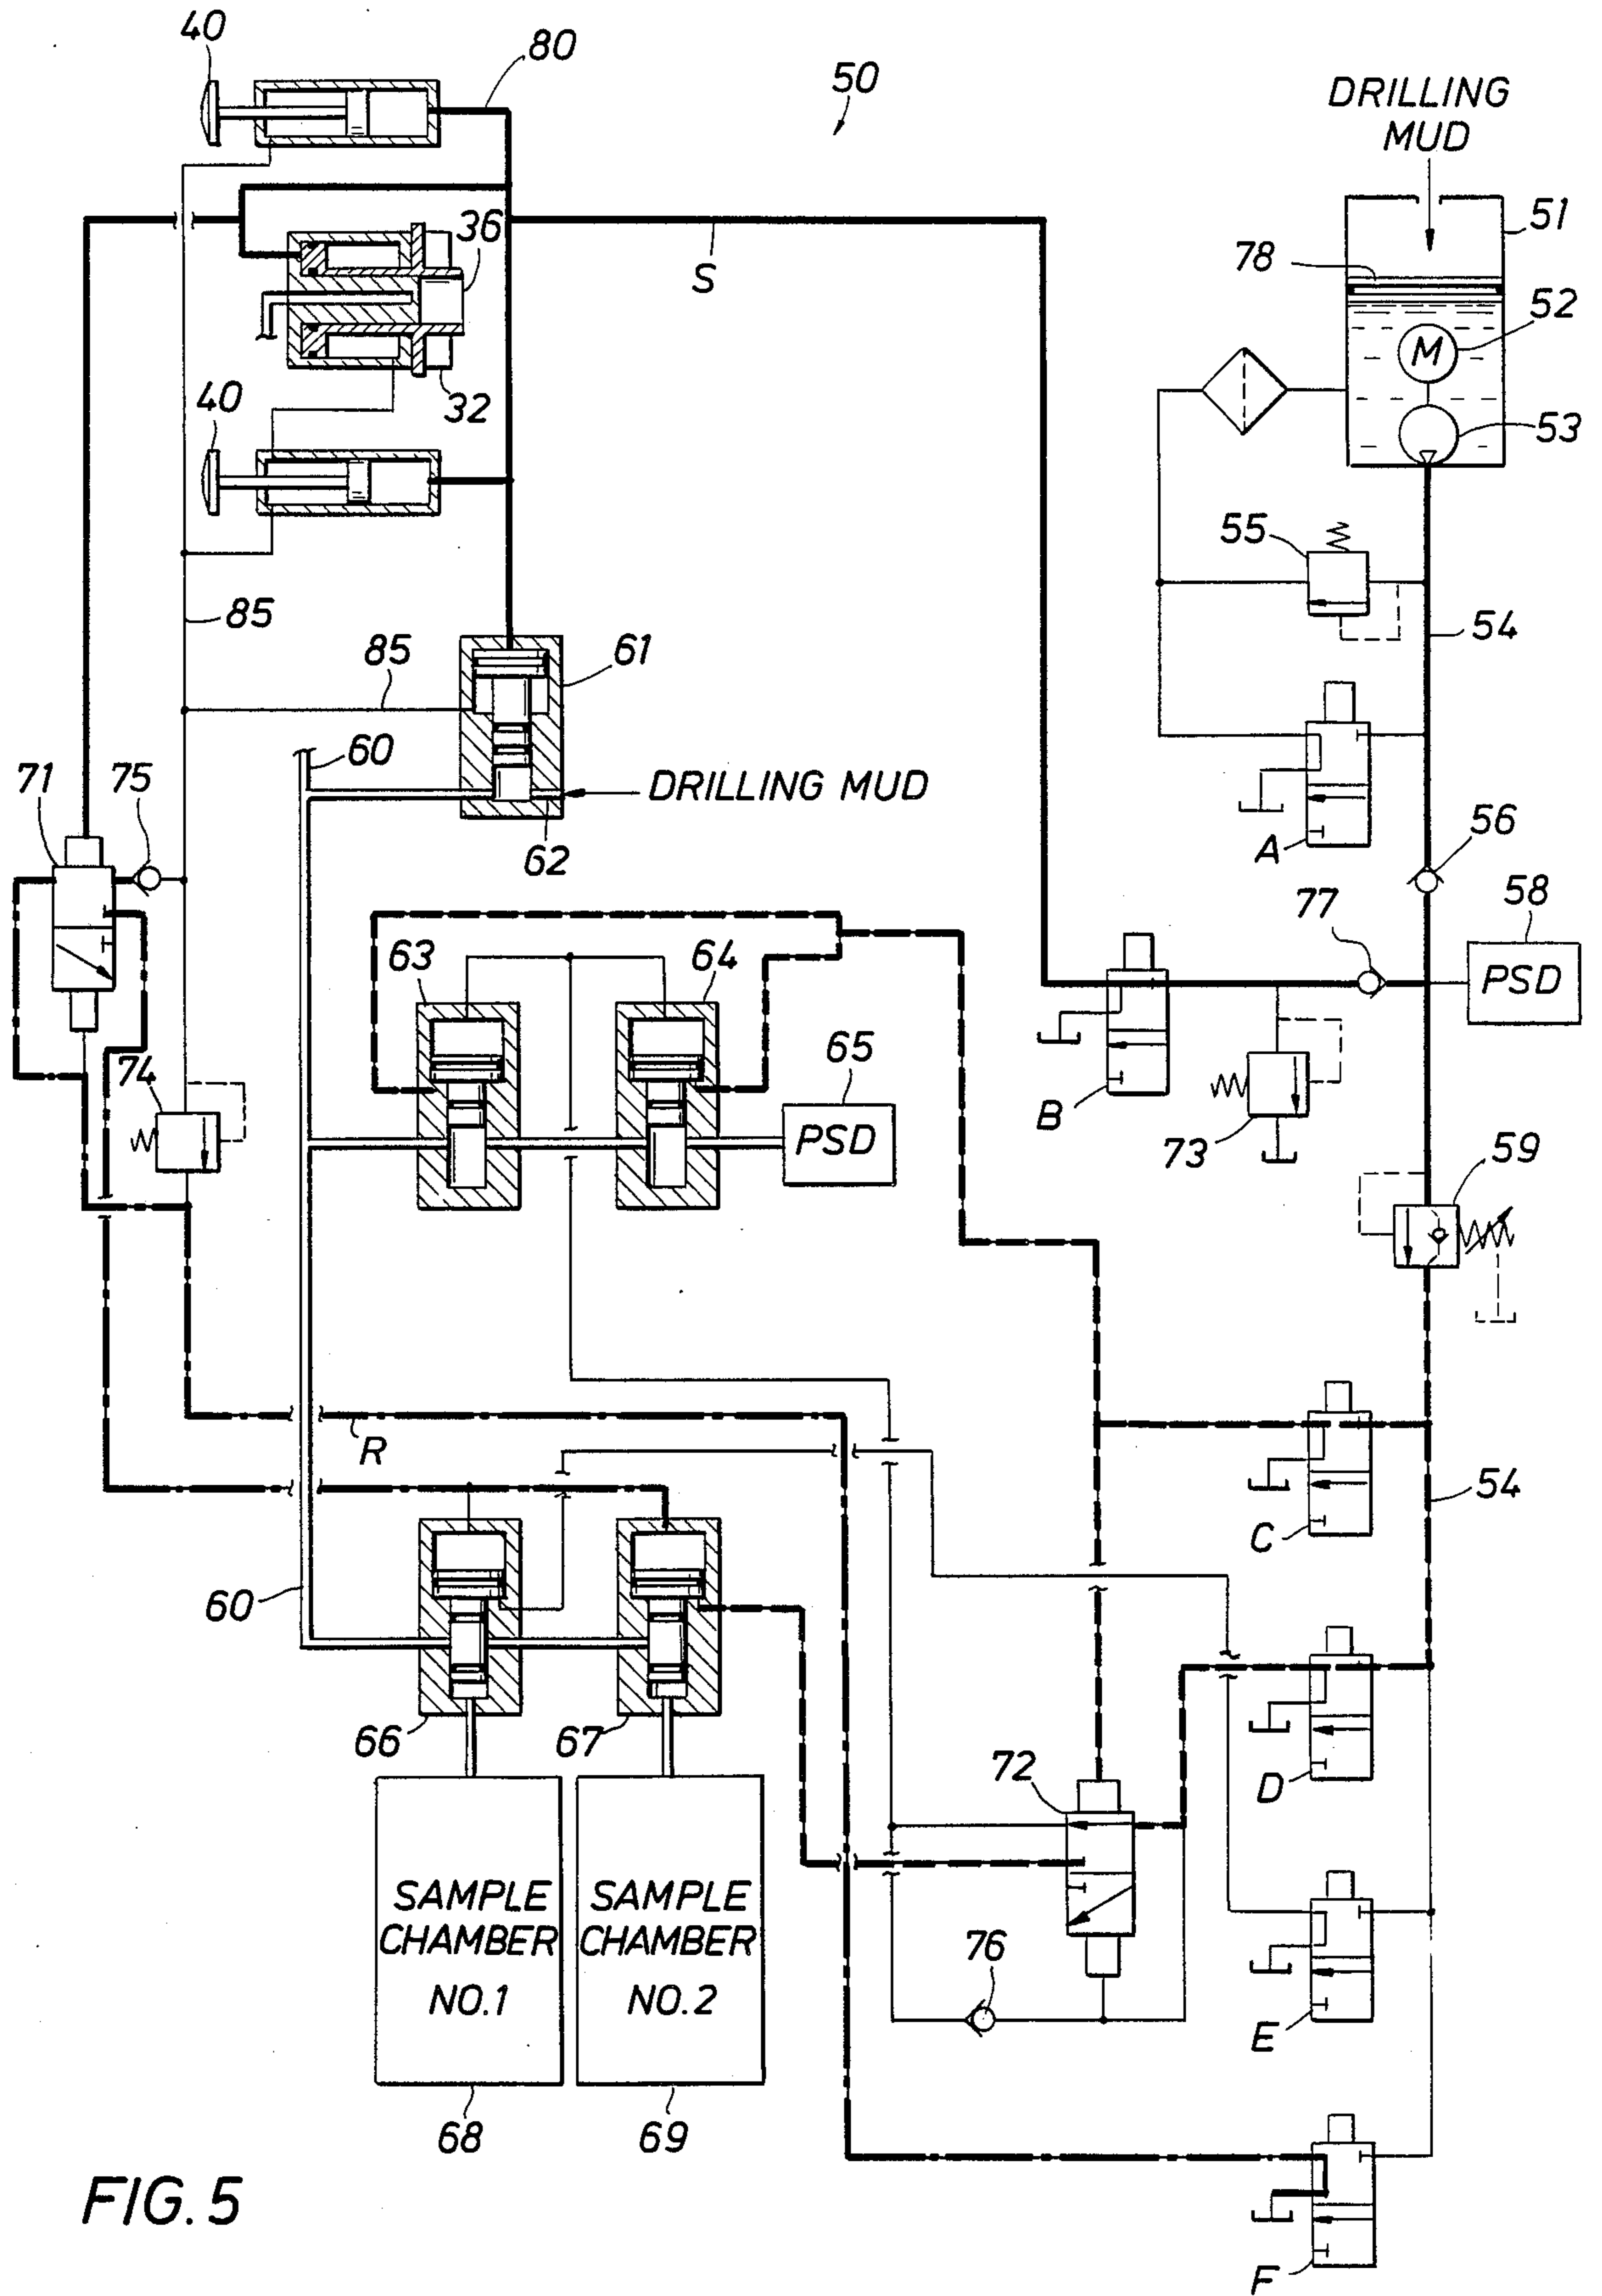 40
80
50
DRILLING
MUD
51
36
78
S
52
M
40
32
53
55
85
54
85
61
60
71
75
DRILLING MUD
A
56
62
77
58
63
64
PSD
74
65
B
PSD
73
59
R
C
54
60
66
67
72
D
SAMPLE
CHAMBER
NO.1
SAMPLE
CHAMBER
NO.2
76
E
68
69
FIG.5
F